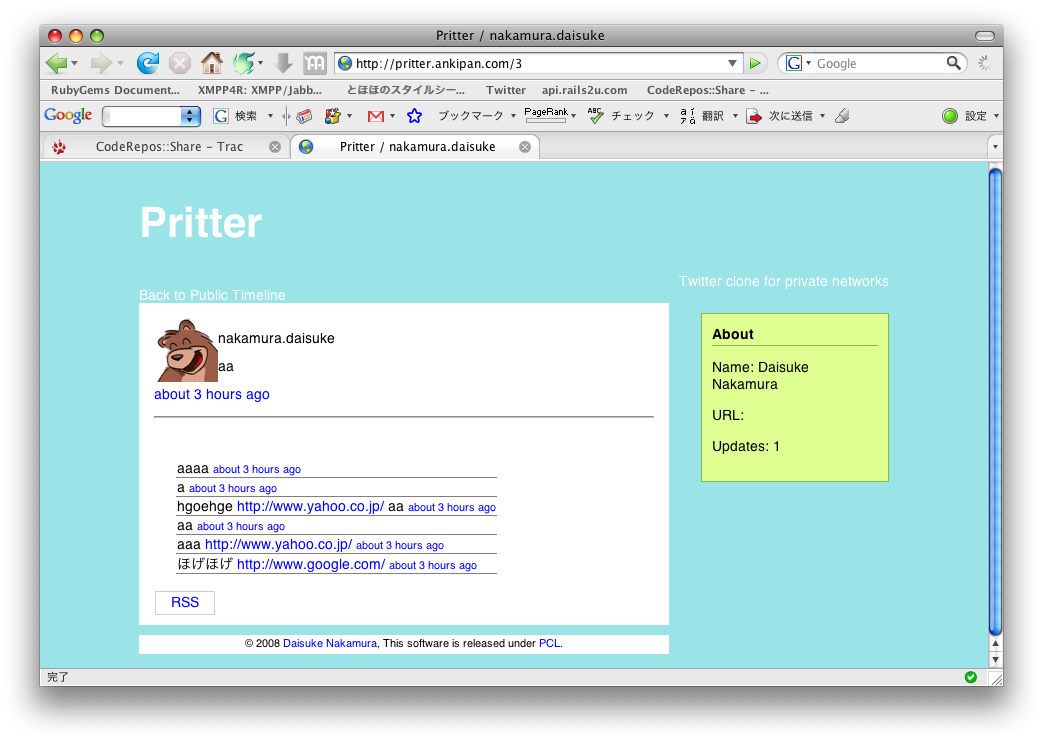 Pritter / nakamura.daisuke
http://pritter.ankipan.com/3
Google
RubyGems Document... XMPP4R: XMPP/Jabb... とほほのスタイルシー... Twitter api.rails2u.com CodeRepos::Share – ...
Google 検索 ブックマーク PageRank ABC チェック 翻訳 次に送信 設定
CodeRepos::Share – Trac Pritter / nakamura.daisuke
Pritter
Twitter clone for private networks
Back to Public Timeline
nakamura.daisuke
aa
about 3 hours ago
aaaa about 3 hours ago
a about 3 hours ago
hgoehge http://www.yahoo.co.jp/ aa about 3 hours ago
aa about 3 hours ago
aaa http://www.yahoo.co.jp/ about 3 hours ago
ほげほげ http://www.google.com/ about 3 hours ago
RSS
About
Name: Daisuke
Nakamura
URL:
Updates: 1
© 2008 Daisuke Nakamura, This software is released under PCL.
完了